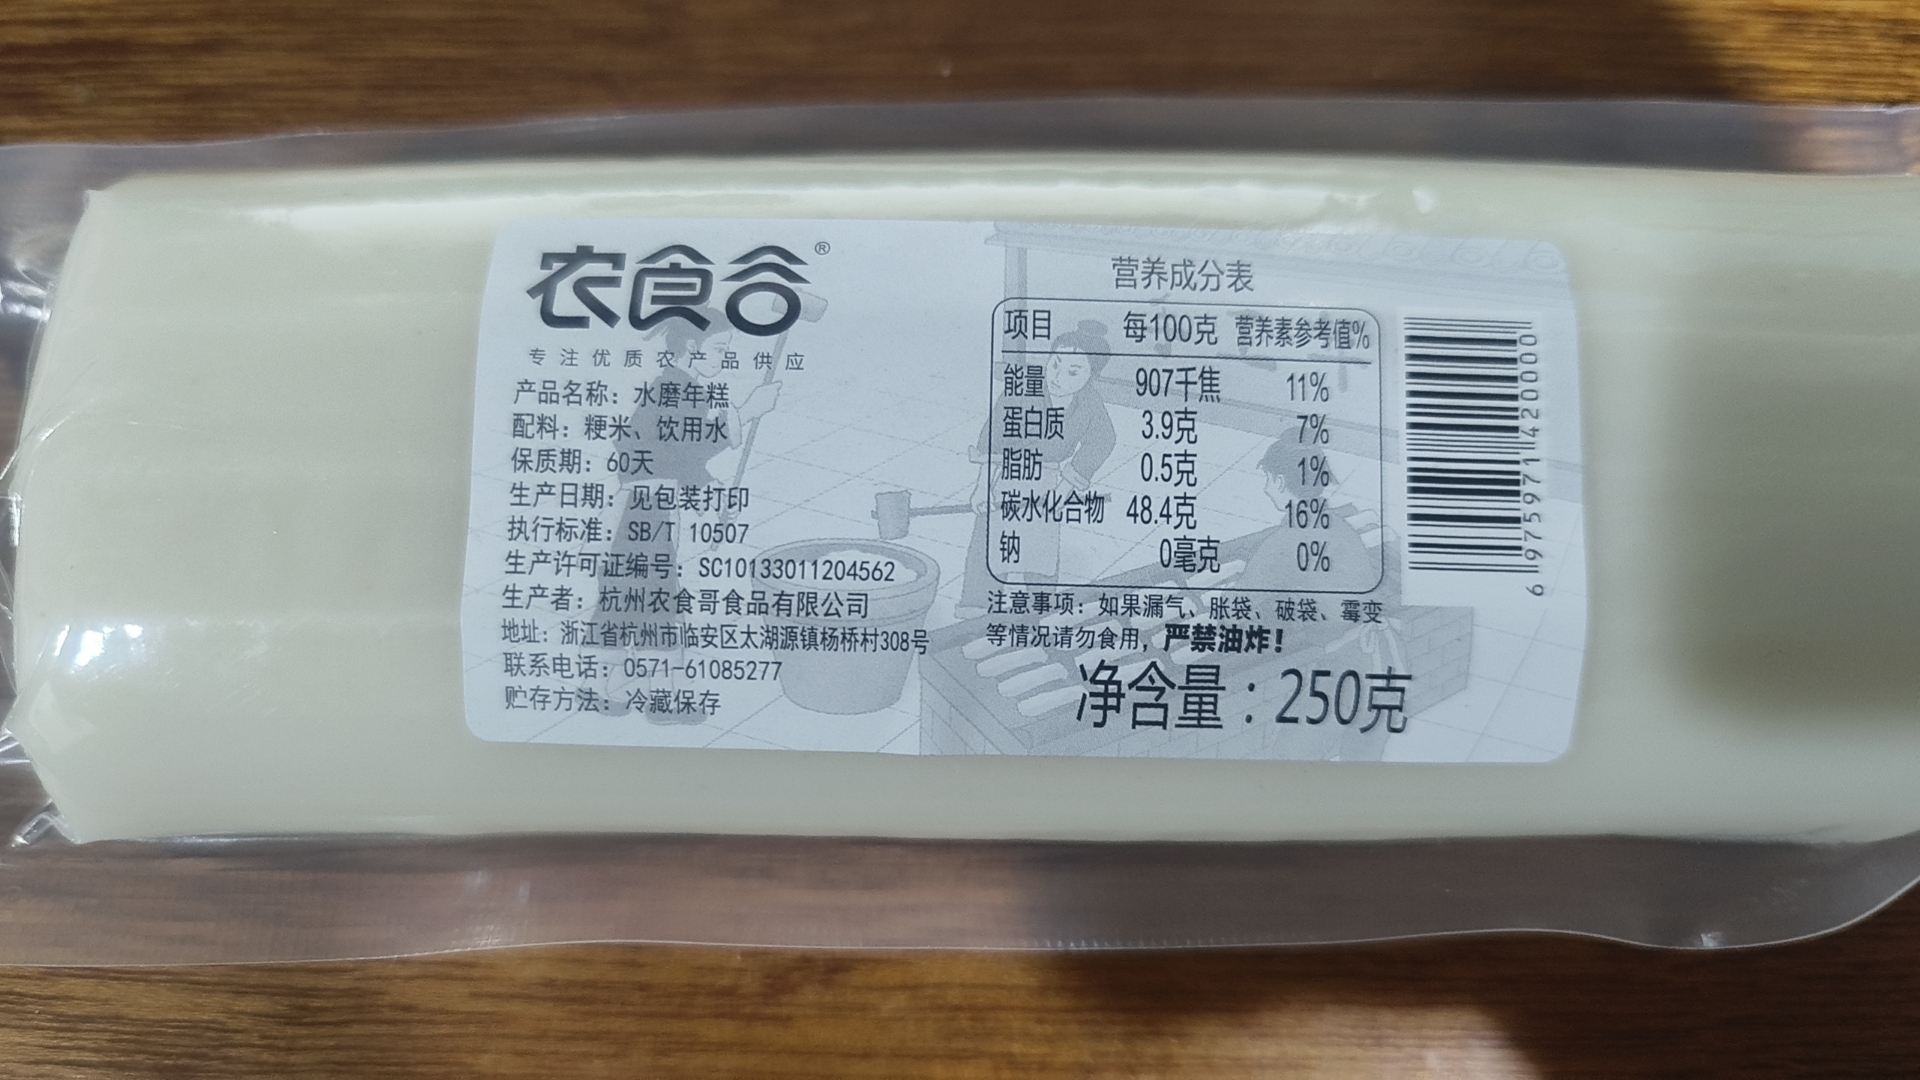 农食谷®
专注优质农产品供应
产品名称：水磨年糕
配料：粳米、饮用水
保质期：60天
生产日期：见包装打印
执行标准：SB/T 10507
生产许可证编号：SC10133011204562
生产者：杭州农食哥食品有限公司
地址：浙江省杭州市临安区太湖源镇杨桥村308号
联系电话：0571-61085277
贮存方法：冷藏保存
营养成分表
项目 每100克 营养素参考值%
能量 907千焦 11%
蛋白质 3.9克 7%
脂肪 0.5克 1%
碳水化合物 48.4克 16%
钠 0毫克 0%
注意事项：如果漏气、胀袋、破袋、霉变
等情况请勿食用，严禁油炸！
净含量：250克
6 975971 420000